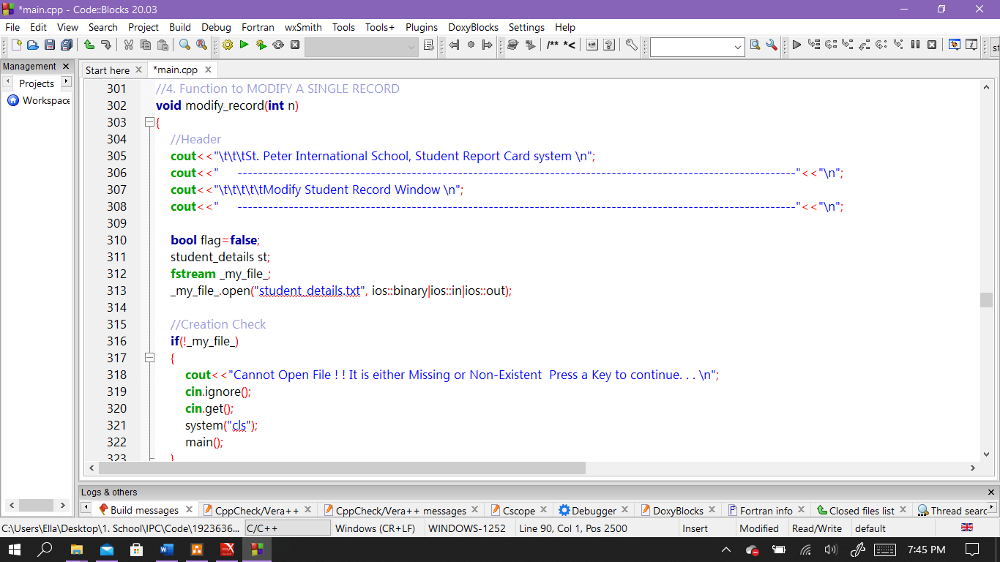 *main.cpp - Code::Blocks 20.03
File Edit View Search Project Build Debug Fortran wxSmith Tools Tools+ Plugins DoxyBlocks Settings Help
/** *<
Management
Start here *main.cpp
Projects
Workspace
301 //4. Function to MODIFY A SINGLE RECORD
302 void modify_record(int n)
303 {
304 //Header
305 cout<<"\t\t\tSt. Peter International School, Student Report Card system \n";
306 cout<<" -------------------------------------------------------------------------------------------------------------"<<"\n";
307 cout<<"\t\t\t\t\tModify Student Record Window \n";
308 cout<<" -------------------------------------------------------------------------------------------------------------"<<"\n";
309
310 bool flag=false;
311 student_details st;
312 fstream _my_file_;
313 _my_file_.open("student_details.txt", ios::binary|ios::in|ios::out);
314
315 //Creation Check
316 if(!_my_file_)
317 {
318 cout<<"Cannot Open File ! ! It is either Missing or Non-Existent  Press a Key to continue. . . \n";
319 cin.ignore();
320 cin.get();
321 system("cls");
322 main();
323 }
Logs & others
Build messages CppCheck/Vera++ CppCheck/Vera++ messages Cscope Debugger DoxyBlocks Fortran info Closed files list Thread searc
C:\Users\Ella\Desktop\1. School\IPC\Code\1923636... C/C++ Windows (CR+LF) WINDOWS-1252 Line 90, Col 1, Pos 2500 Insert Modified Read/Write default
7:45 PM